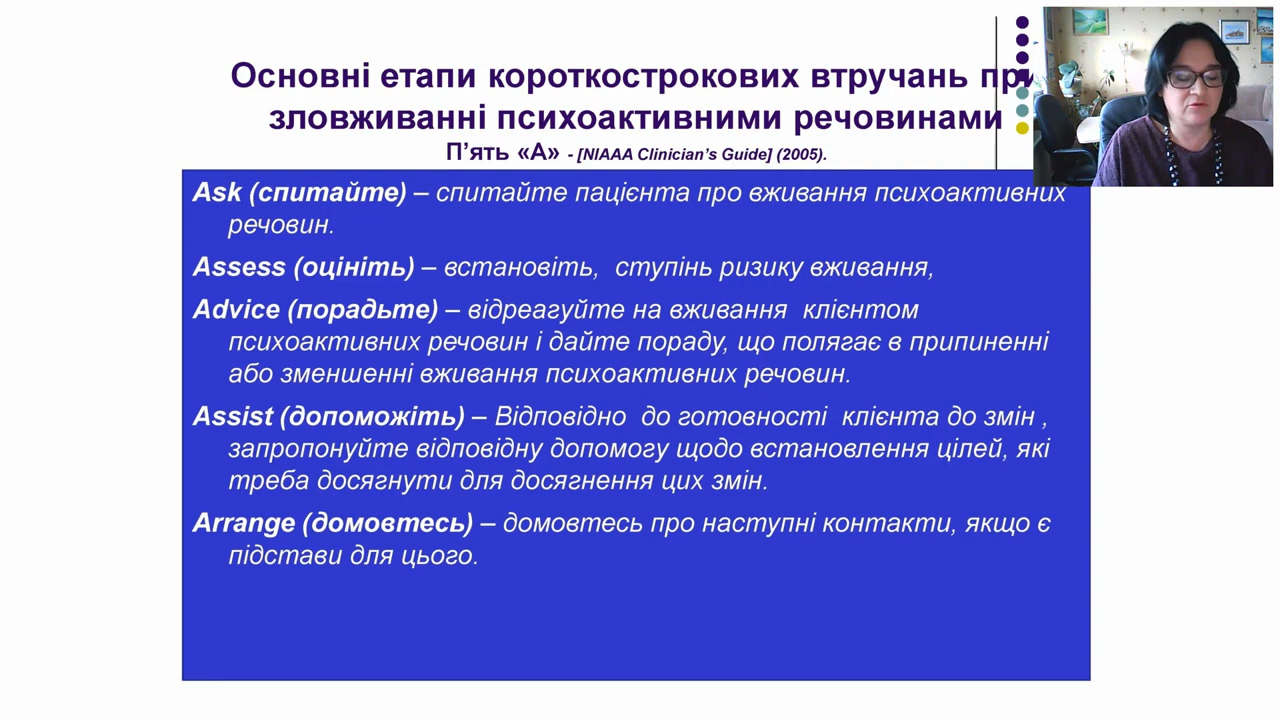 Основні етапи короткострокових втручань при
зловживанні психоактивними речовинами
П’ять «А» - [NIAAA Clinician’s Guide] (2005).
Ask (спитайте) – спитайте пацієнта про вживання психоактивних
речовин.
Assess (оцініть) – встановіть, ступінь ризику вживання,
Advice (порадьте) – відреагуйте на вживання клієнтом
психоактивних речовин і дайте пораду, що полягає в припиненні
або зменшенні вживання психоактивних речовин.
Assist (допоможіть) – Відповідно до готовності клієнта до змін ,
запропонуйте відповідну допомогу щодо встановлення цілей, які
треба досягнути для досягнення цих змін.
Arrange (домовтесь) – домовтесь про наступні контакти, якщо є
підстави для цього.